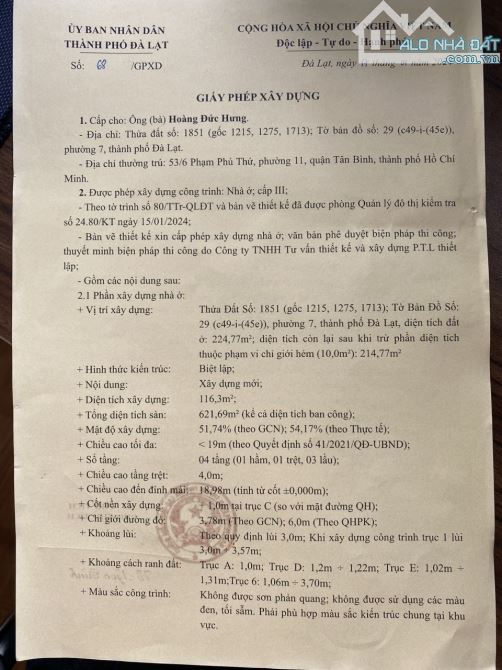 ỦY BAN NHÂN DÂN
THÀNH PHỐ ĐÀ LẠT
Số: 68 /GPXD
CỘNG HÒA XÃ HỘI CHỦ NGHĨA VIỆT NAM
Độc lập - Tự do - Hạnh phúc
ALO NHÀ ĐẤT
.com.vn
Đà Lạt, ngày
GIẤY PHÉP XÂY DỰNG
1. Cấp cho: Ông (bà) Hoàng Đức Hưng.
- Địa chỉ: Thửa đất số: 1851 (gốc 1215, 1275, 1713); Tờ bản đồ số: 29 (c49-i-(45e)),
phường 7, thành phố Đà Lạt.
- Địa chỉ thường trú: 53/6 Phạm Phú Thứ, phường 11, quận Tân Bình, thành phố Hồ Chí
Minh.
2. Được phép xây dựng công trình: Nhà ở; cấp III;
- Theo tờ trình số 80/TTr-QLĐT và bản vẽ thiết kế đã được phòng Quản lý đô thị kiểm tra
số 24.80/KT ngày 15/01/2024;
- Bản vẽ thiết kế xin cấp phép xây dựng nhà ở; văn bản phê duyệt biện pháp thi công;
thuyết minh biện pháp thi công do Công ty TNHH Tư vấn thiết kế và xây dựng P.T.L thiết
lập;
- Gồm các nội dung sau:
2.1 Phần xây dựng nhà ở:
+ Vị trí xây dựng: Thửa Đất Số: 1851 (gốc 1215, 1275, 1713); Tờ Bản Đồ Số:
29 (c49-i-(45e)), phường 7, thành phố Đà Lạt, diện tích đất
ở: 224,77m²; diện tích còn lại sau khi trừ phần diện tích
thuộc phạm vi chỉ giới hẻm (10,0m²): 214,77m²
+ Hình thức kiến trúc: Biệt lập;
+ Nội dung: Xây dựng mới;
+ Diện tích xây dựng: 116,3m²;
+ Tổng diện tích sàn: 621,69m² (kể cả diện tích ban công);
+ Mật độ xây dựng: 51,74% (theo GCN); 54,17% (theo Thực tế);
+ Chiều cao tối đa: < 19m (theo Quyết định số 41/2021/QĐ-UBND);
+ Số tầng: 04 tầng (01 hầm, 01 trệt, 03 lầu);
+ Chiều cao tầng trệt: 4,0m;
+ Chiều cao đến đỉnh mái: 18,98m (tính từ cốt ±0,000m);
+ Cốt nền xây dựng: + 1,0m tại trục C (so với mặt đường QH);
+ Chỉ giới đường đỏ: 3,78m (Theo GCN); 6,0m (Theo QHPK);
+ Khoảng lùi: Theo quy định lùi 3,0m; Khi xây dựng công trình trục 1 lùi
3,0m ÷ 3,57m;
+ Khoảng cách ranh đất: Trục A: 1,0m; Trục D: 1,2m ÷ 1,22m; Trục E: 1,02m ÷
1,31m;Trục 6: 1,06m ÷ 3,70m;
+ Màu sắc công trình: Không được sơn phản quang; không được sử dụng các màu
đen, tối sẫm. Phải phù hợp màu sắc kiến trúc chung tại khu
vực.